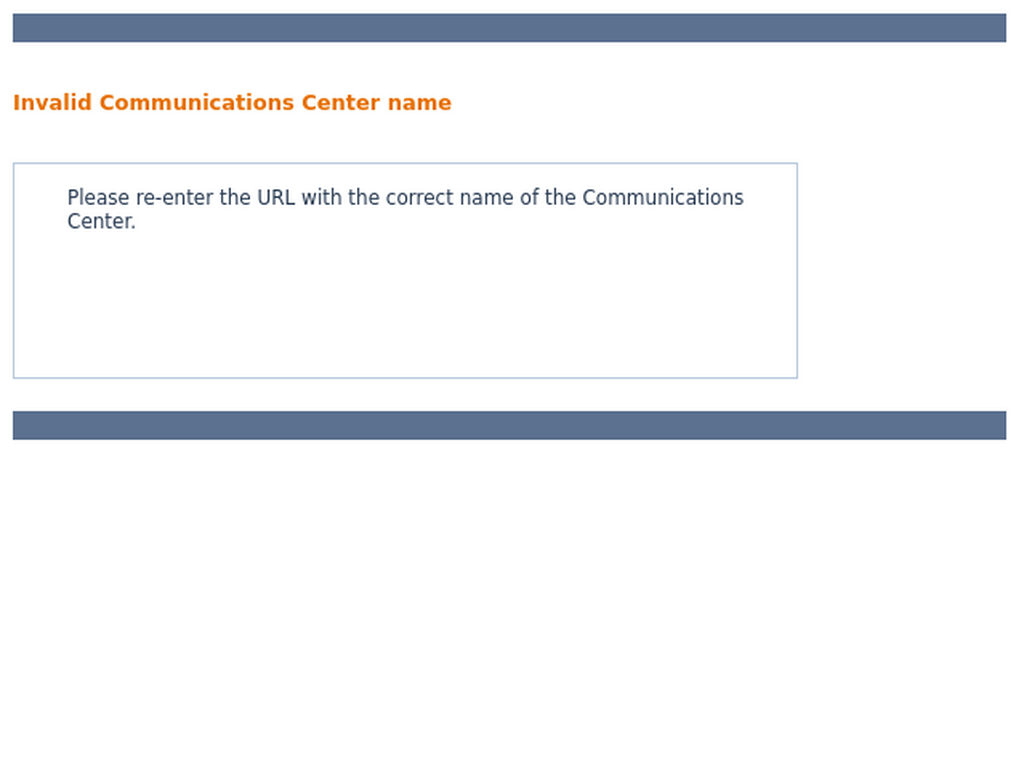 Invalid Communications Center name
Please re-enter the URL with the correct name of the Communications
Center.